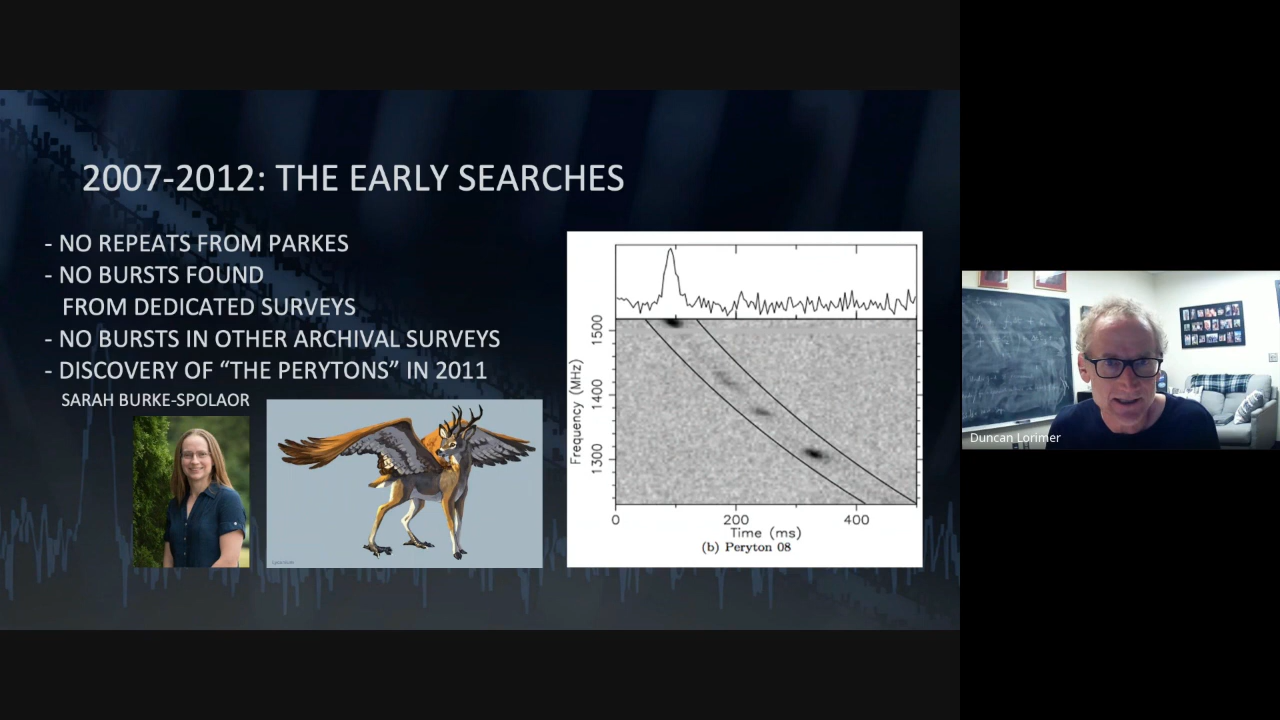 2007-2012: THE EARLY SEARCHES
- NO REPEATS FROM PARKES
- NO BURSTS FOUND
FROM DEDICATED SURVEYS
- NO BURSTS IN OTHER ARCHIVAL SURVEYS
- DISCOVERY OF “THE PERYTONS” IN 2011
SARAH BURKE-SPOLAOR
Frequency (MHz)
1500
1400
1300
0
200
400
Time (ms)
(b) Peryton 08
Duncan Lorimer